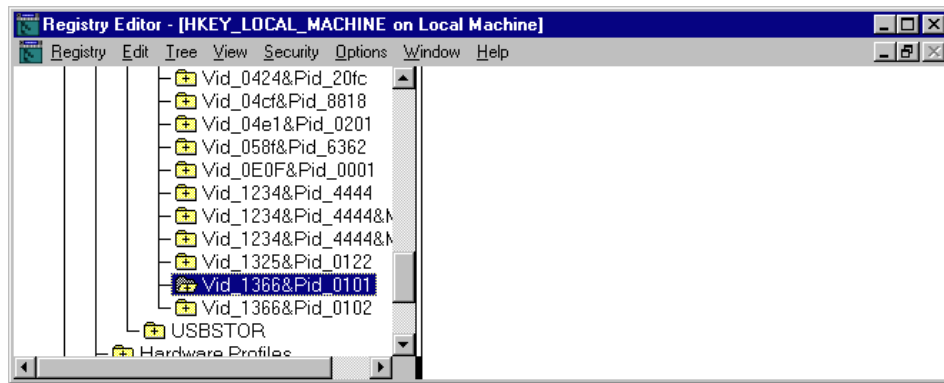 Registry Editor - [HKEY_LOCAL_MACHINE on Local Machine]
Registry Edit Tree View Security Options Window Help
Vid_0424&Pid_20fc
Vid_04cf&Pid_8818
Vid_04e1&Pid_0201
Vid_058f&Pid_6362
Vid_0E0F&Pid_0001
Vid_1234&Pid_4444
Vid_1234&Pid_4444&M
Vid_1234&Pid_4444&M
Vid_1325&Pid_0122
Vid_1366&Pid_0101
Vid_1366&Pid_0102
USBSTOR
Hardware Profiles